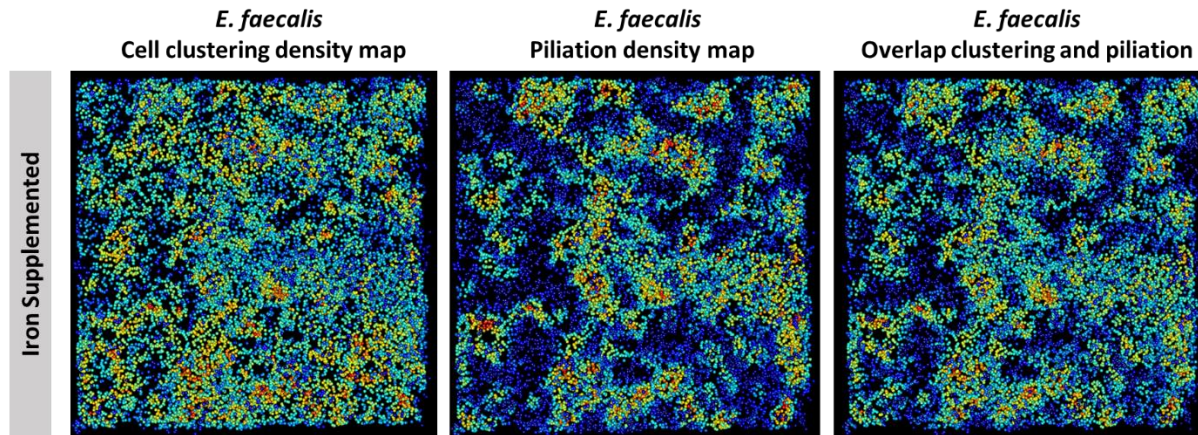 E. faecalis
Cell clustering density map
E. faecalis
Piliation density map
E. faecalis
Overlap clustering and piliation
Iron Supplemented